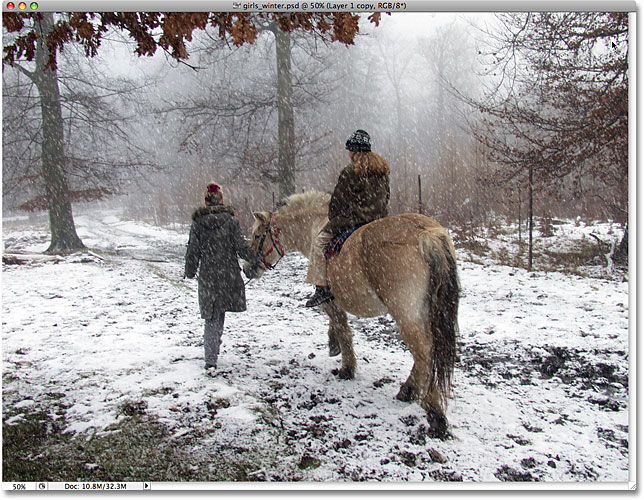 girls_winter.psd @ 50% (Layer 1 copy, RGB/8*)
50% Doc: 10.8M/32.3M